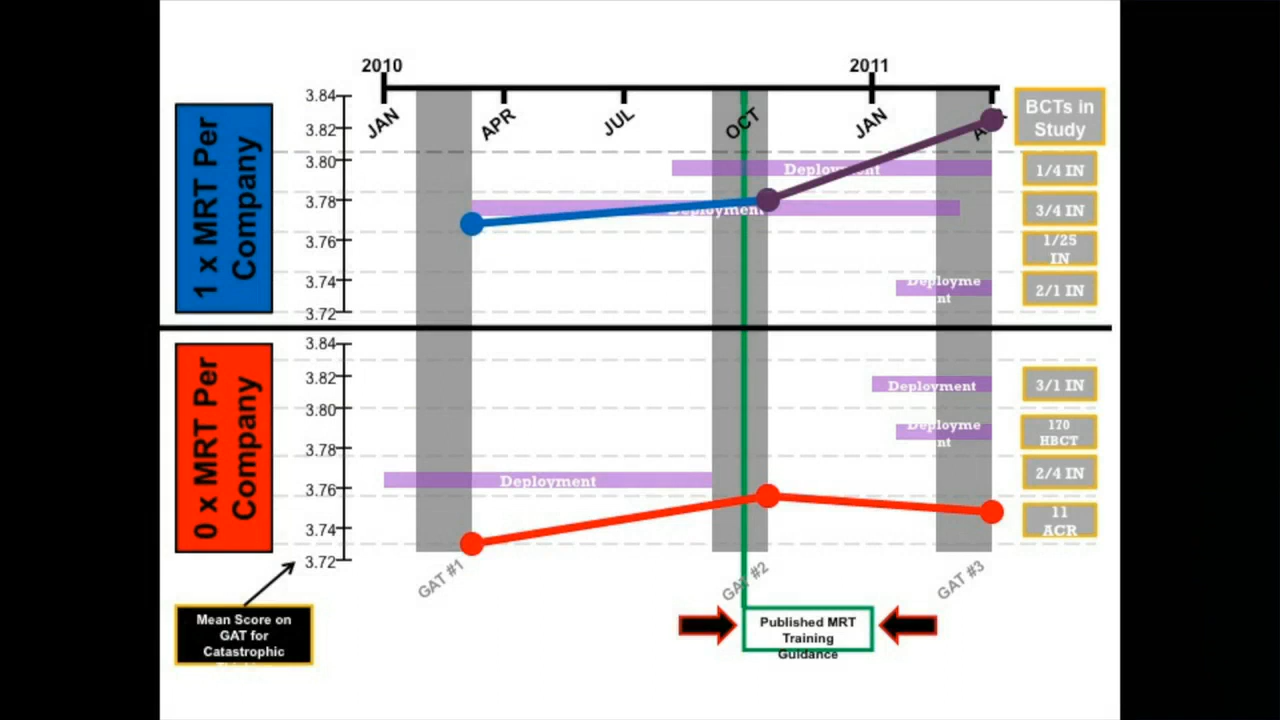 2010
2011
JAN
APR
JUL
OCT
JAN
3.84
3.82
3.80
3.78
3.76
3.74
3.72
1 x MRT Per
Company
Deployment
Deployment
Deployme
nt
BCTs in
Study
1/4 IN
3/4 IN
1/25
IN
2/1 IN
3.84
3.82
3.80
3.78
3.76
3.74
3.72
0 x MRT Per
Company
Deployment
Deployme
nt
Deployment
3/1 IN
170
HBCT
2/4 IN
11
ACR
GAT #1
GAT #2
GAT #3
Mean Score on
GAT for
Catastrophic
Published MRT
Training
Guidance